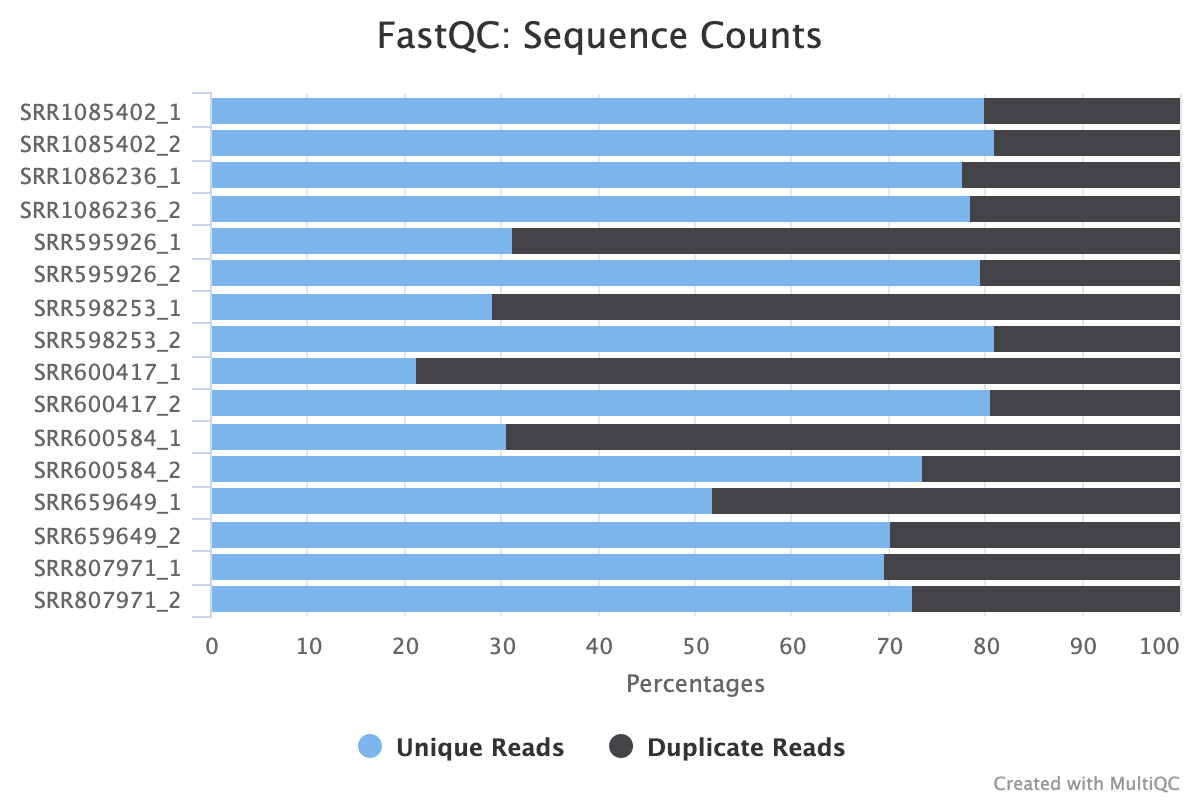 FastQC: Sequence Counts
SRR1085402_1
SRR1085402_2
SRR1086236_1
SRR1086236_2
SRR595926_1
SRR595926_2
SRR598253_1
SRR598253_2
SRR600417_1
SRR600417_2
SRR600584_1
SRR600584_2
SRR659649_1
SRR659649_2
SRR807971_1
SRR807971_2
0 10 20 30 40 50 60 70 80 90 100
Percentages
Unique Reads Duplicate Reads
Created with MultiQC